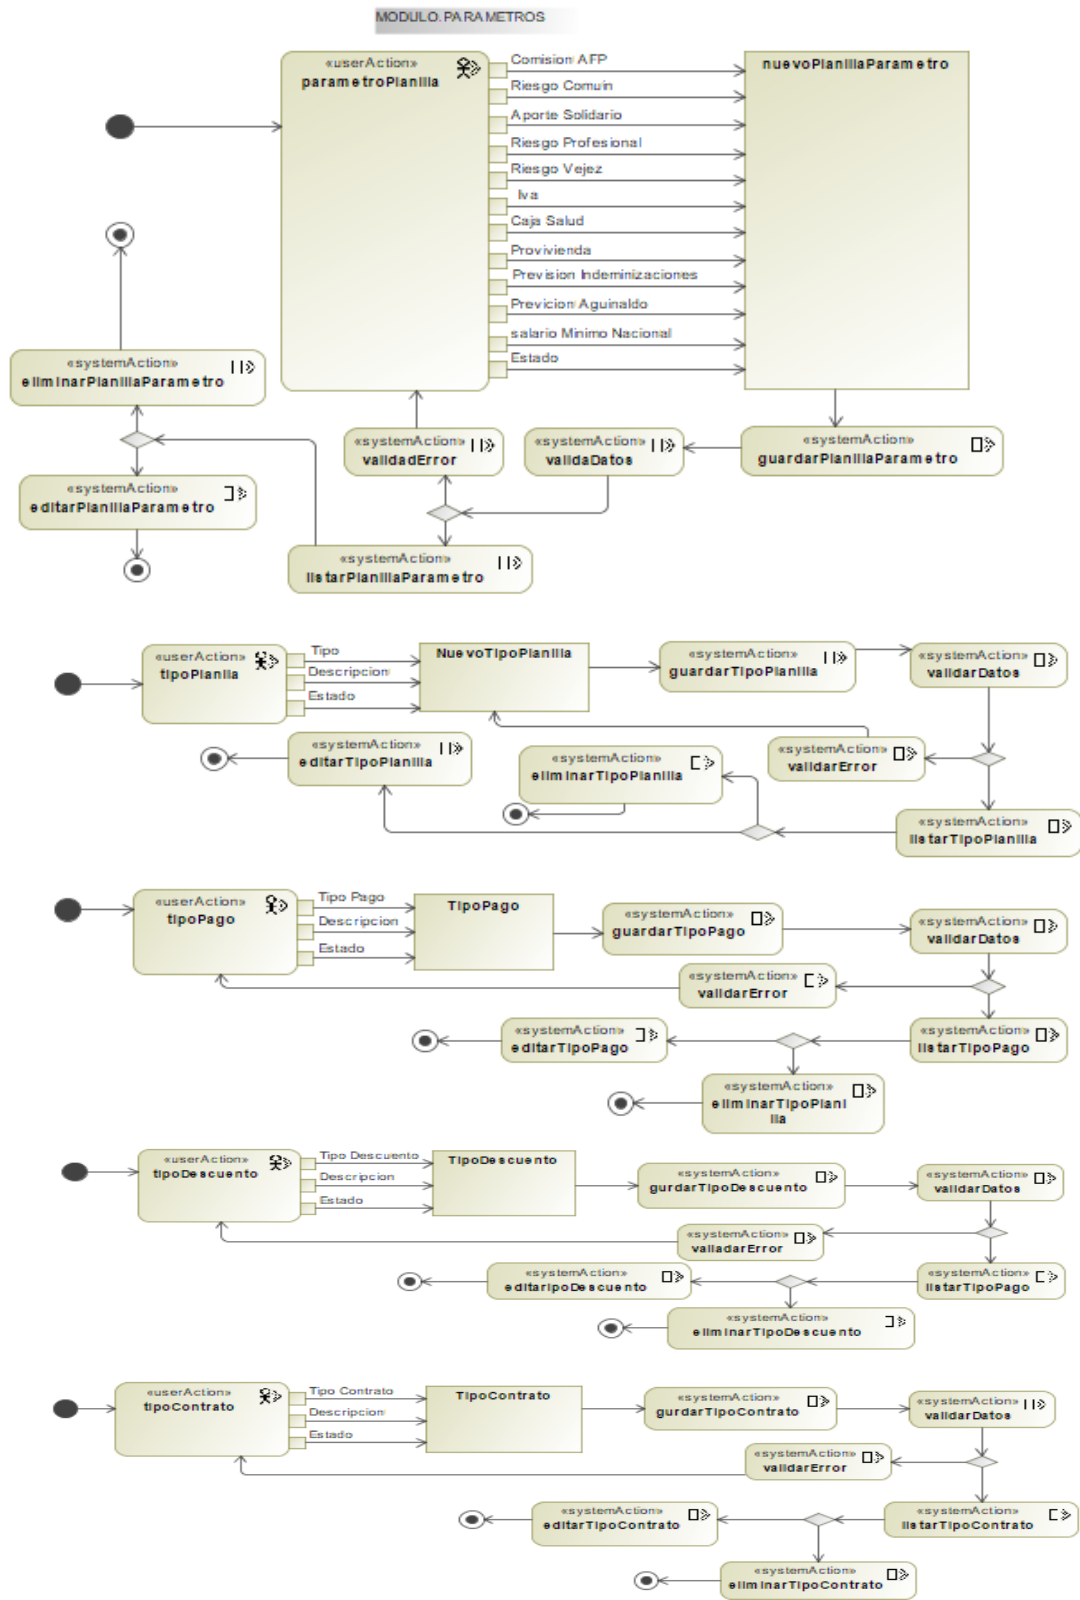 MODULO.PARAMETROS
«userAction»
parametroPlanilla
Comision AFP
Riesgo Comuin
Aporte Solidario
Riesgo Profesional
Riesgo Vejez
Iva
Caja Salud
Provivienda
Prevision Indeminizaciones
Previcion Aguinaldo
salario Minimo Nacional
Estado
nuevoPlanillaParametro
«systemAction»
eliminarPlanillaParametro
«systemAction»
validadError
«systemAction»
validaDatos
«systemAction»
guardarPlanillaParametro
«systemAction»
editarPlanillaParametro
«systemAction»
listarPlanillaParametro
«userAction»
tipoPlanilla
Tipo
Descripcion
Estado
NuevoTipoPlanilla
«systemAction»
guardarTipoPlanilla
«systemAction»
validarDatos
«systemAction»
editarTipoPlanilla
«systemAction»
eliminarTipoPlanilla
«systemAction»
validarError
«systemAction»
listarTipoPlanilla
«userAction»
tipoPago
Tipo Pago
Descripcion
Estado
TipoPago
«systemAction»
guardarTipoPago
«systemAction»
validarDatos
«systemAction»
validarError
«systemAction»
editarTipoPago
«systemAction»
listarTipoPago
«systemAction»
eliminarTipoPlani
lla
«userAction»
tipoDescuento
Tipo Descuento
Descripcion
Estado
TipoDescuento
«systemAction»
gurdarTipoDescuento
«systemAction»
validarDatos
«systemAction»
valladarError
«systemAction»
editaripoDescuento
«systemAction»
listarTipoPago
«systemAction»
eliminarTipoDescuento
«userAction»
tipoContrato
Tipo Contrato
Descripcion
Estado
TipoContrato
«systemAction»
gurdarTipoContrato
«systemAction»
validarDatos
«systemAction»
validarError
«systemAction»
editarTipoContrato
«systemAction»
listarTipoContrato
«systemAction»
eliminarTipoContrato